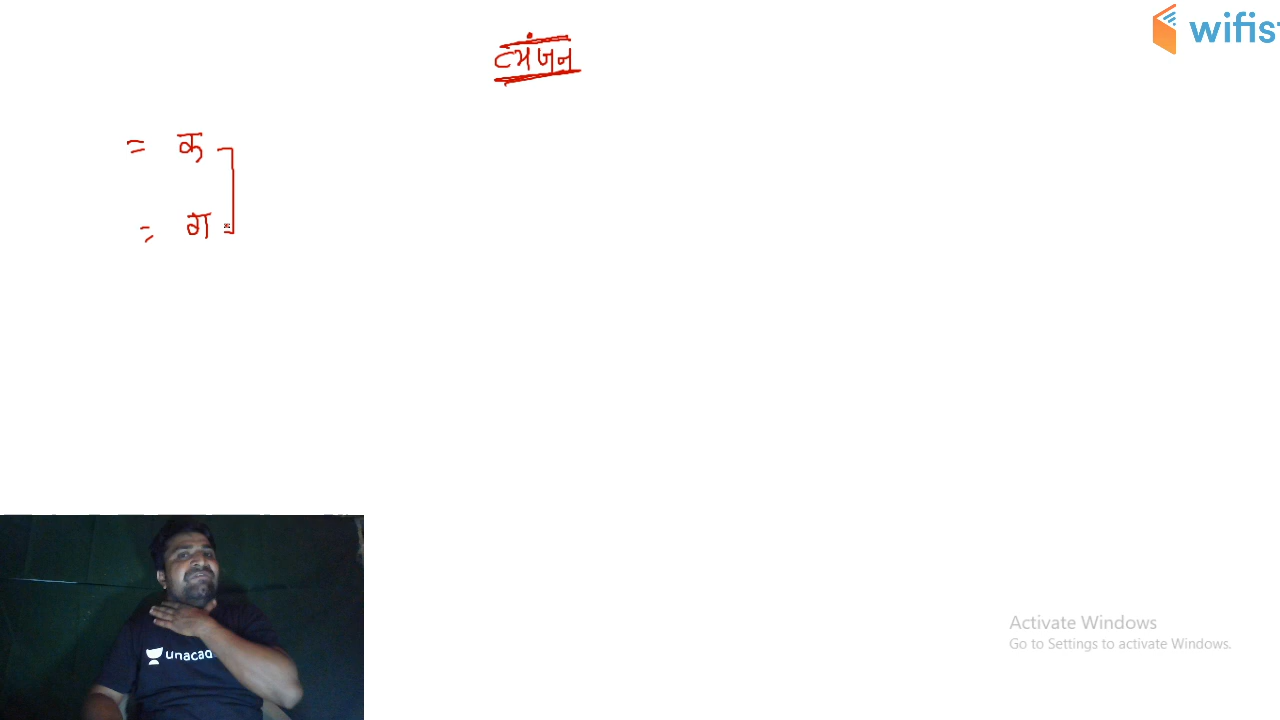 wifis
व्यंजन
= क
= ग
unacad
Activate Windows
Go to Settings to activate Windows.